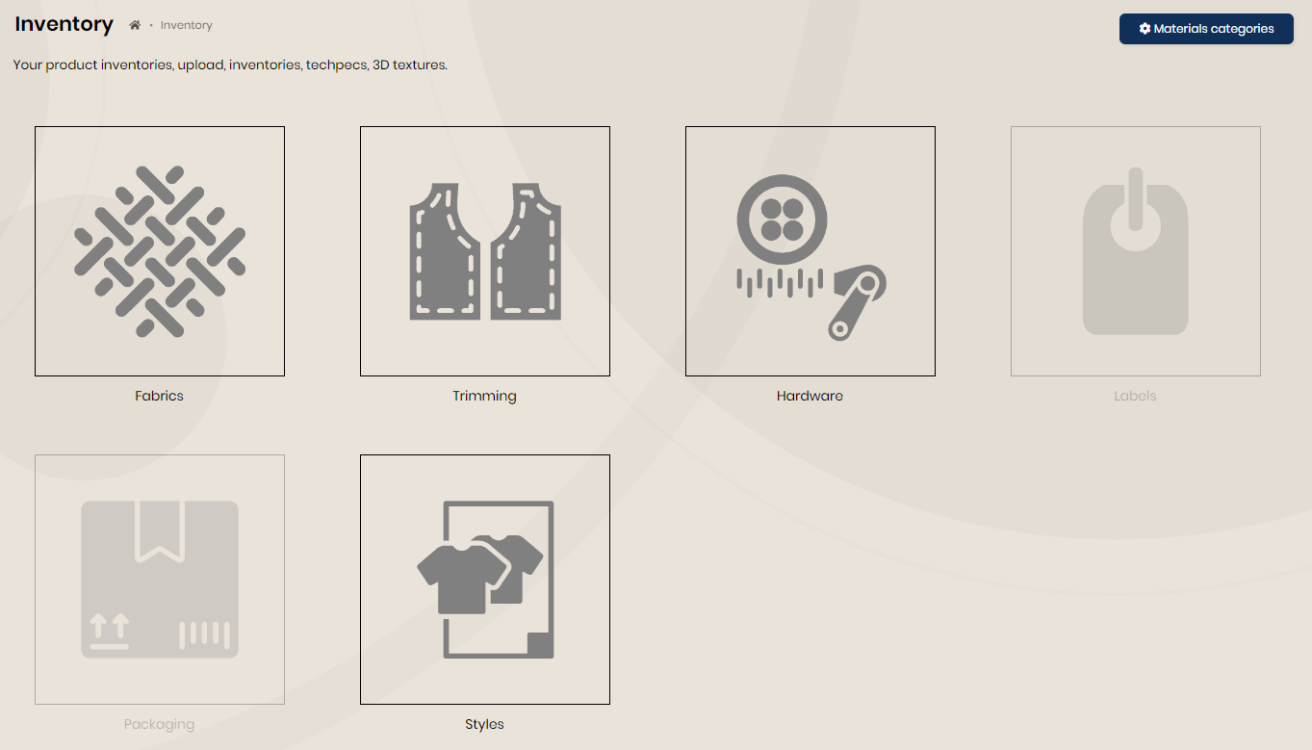 Inventory
• Inventory
Materials categories
Your product inventories, upload, inventories, techpecs, 3D textures.
Fabrics
Trimming
Hardware
Labels
Packaging
Styles